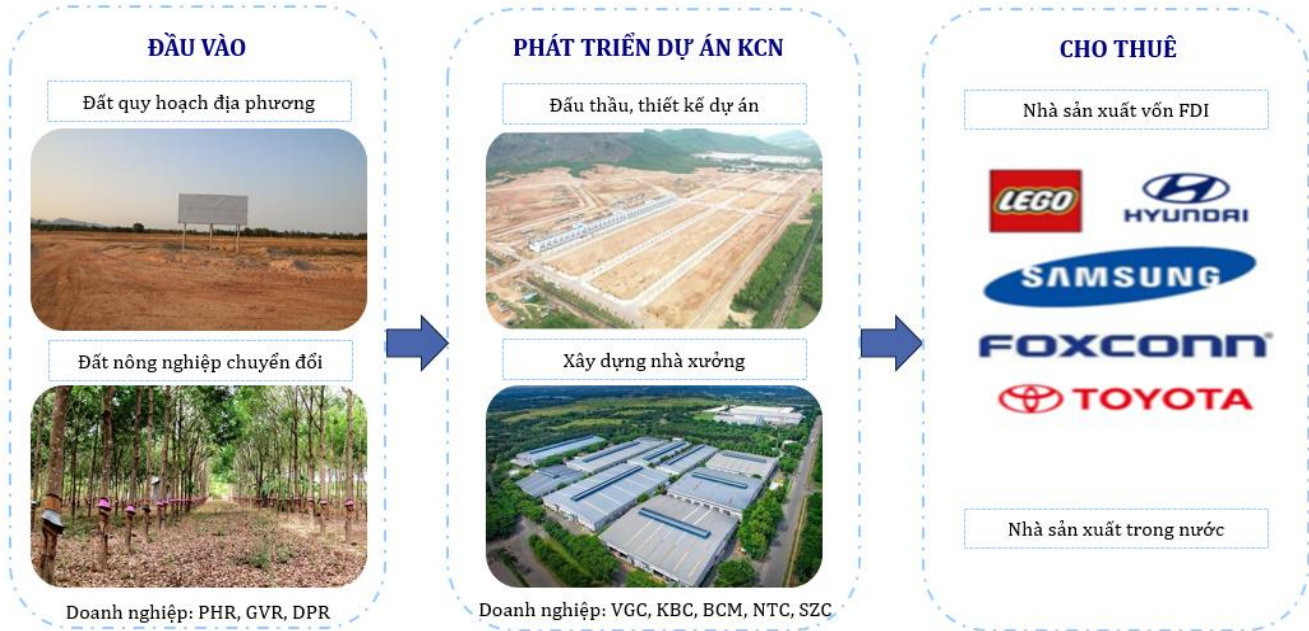 ĐẦU VÀO
Đất quy hoạch địa phương
Đất nông nghiệp chuyển đổi
Doanh nghiệp: PHR, GVR, DPR
PHÁT TRIỂN DỰ ÁN KCN
Đấu thầu, thiết kế dự án
Xây dựng nhà xưởng
Doanh nghiệp: VGC, KBC, BCM, NTC, SZC
CHO THUÊ
Nhà sản xuất vốn FDI
LEGO
HYUNDAI
SAMSUNG
FOXCONN
TOYOTA
Nhà sản xuất trong nước